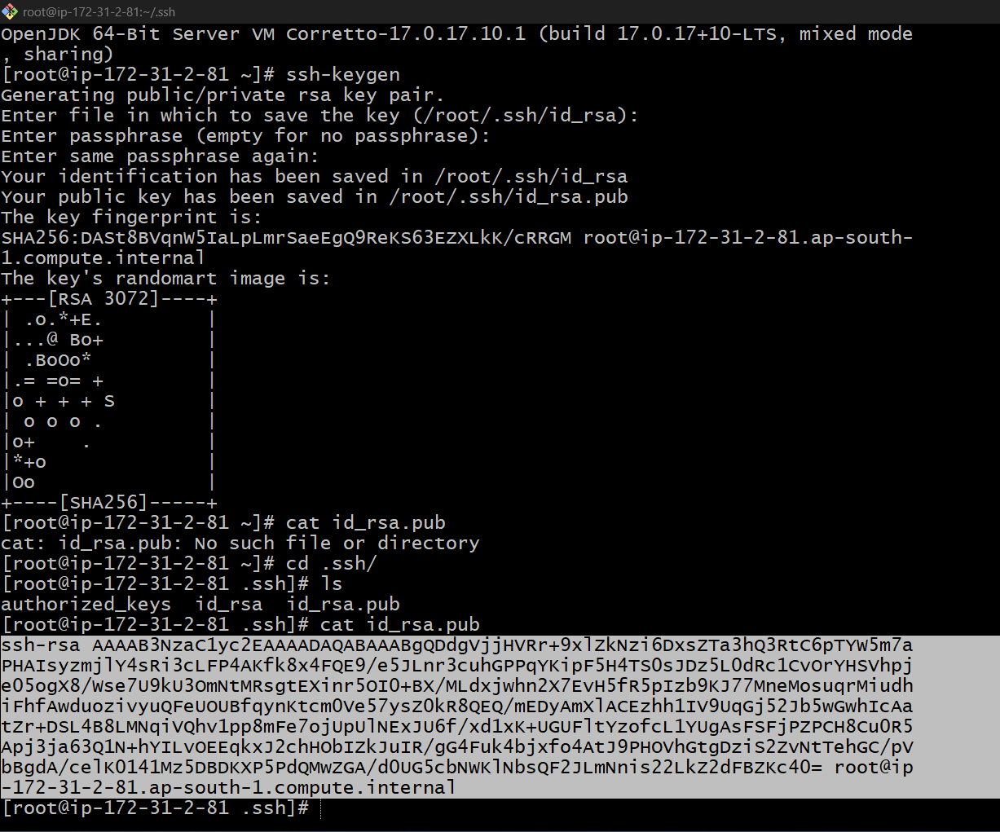 root@ip-172-31-2-81:~/.ssh
OpenJDK 64-Bit Server VM Corretto-17.0.17.10.1 (build 17.0.17+10-LTS, mixed mode
, sharing)
[root@ip-172-31-2-81 ~]# ssh-keygen
Generating public/private rsa key pair.
Enter file in which to save the key (/root/.ssh/id_rsa):
Enter passphrase (empty for no passphrase):
Enter same passphrase again:
Your identification has been saved in /root/.ssh/id_rsa
Your public key has been saved in /root/.ssh/id_rsa.pub
The key fingerprint is:
SHA256:DASt8BVqnW5IaLpLmrSaeEgQ9ReKS63EZXLkK/cRRGM root@ip-172-31-2-81.ap-south-
1.compute.internal
The key's randomart image is:
+---[RSA 3072]----+
| .o.*+E.         |
|...@ Bo+         |
| .BoOo*          |
|.= =o= +         |
|o + + + S        |
| o o o .         |
|o+    .          |
|*+o              |
|Oo               |
+----[SHA256]-----+
[root@ip-172-31-2-81 ~]# cat id_rsa.pub
cat: id_rsa.pub: No such file or directory
[root@ip-172-31-2-81 ~]# cd .ssh/
[root@ip-172-31-2-81 .ssh]# ls
authorized_keys  id_rsa  id_rsa.pub
[root@ip-172-31-2-81 .ssh]# cat id_rsa.pub
ssh-rsa AAAAB3NzaC1yc2EAAAADAQABAAABgQDdgVjjHVRr+9xlZkNzi6DxsZTa3hQ3RtC6pTYW5m7a
PHAIsyzmjlY4sRi3cLFP4AKfk8x4FQE9/e5JLnr3cuhGPPqYKipF5H4TS0sJDz5L0dRc1CvOrYHSVhpj
e05ogX8/Wse7U9kU3OmNtMRsgtEXinr5OI0+BX/MLdxjwhn2X7EvH5fR5pIzb9KJ77MneMosuqrMiudh
iFhfAwduozivyuQFeUOUBfqynKtcm0Ve57ysZ0kR8QEQ/mEDyAmXlACEzhh1IV9UqGj52Jb5wGwhIcAa
tZr+DSL4B8LMNqiVQhv1pp8mFe7ojUpUlNExJU6f/xd1xK+UGUFltYzofcL1YUgAsFSFjPZPCH8Cu0R5
Apj3ja63Q1N+hYILvOEEqkxJ2chHObIZkJuIR/gG4Fuk4bjxfo4AtJ9PHOVhGtgDziS2ZvNtTehGC/pV
bBgdA/celK0141Mz5DBDKXP5PdQMwZGA/d0UG5cbNWKlNbsQF2JLmNnis22LkZ2dFBZKc40= root@ip
-172-31-2-81.ap-south-1.compute.internal
[root@ip-172-31-2-81 .ssh]#